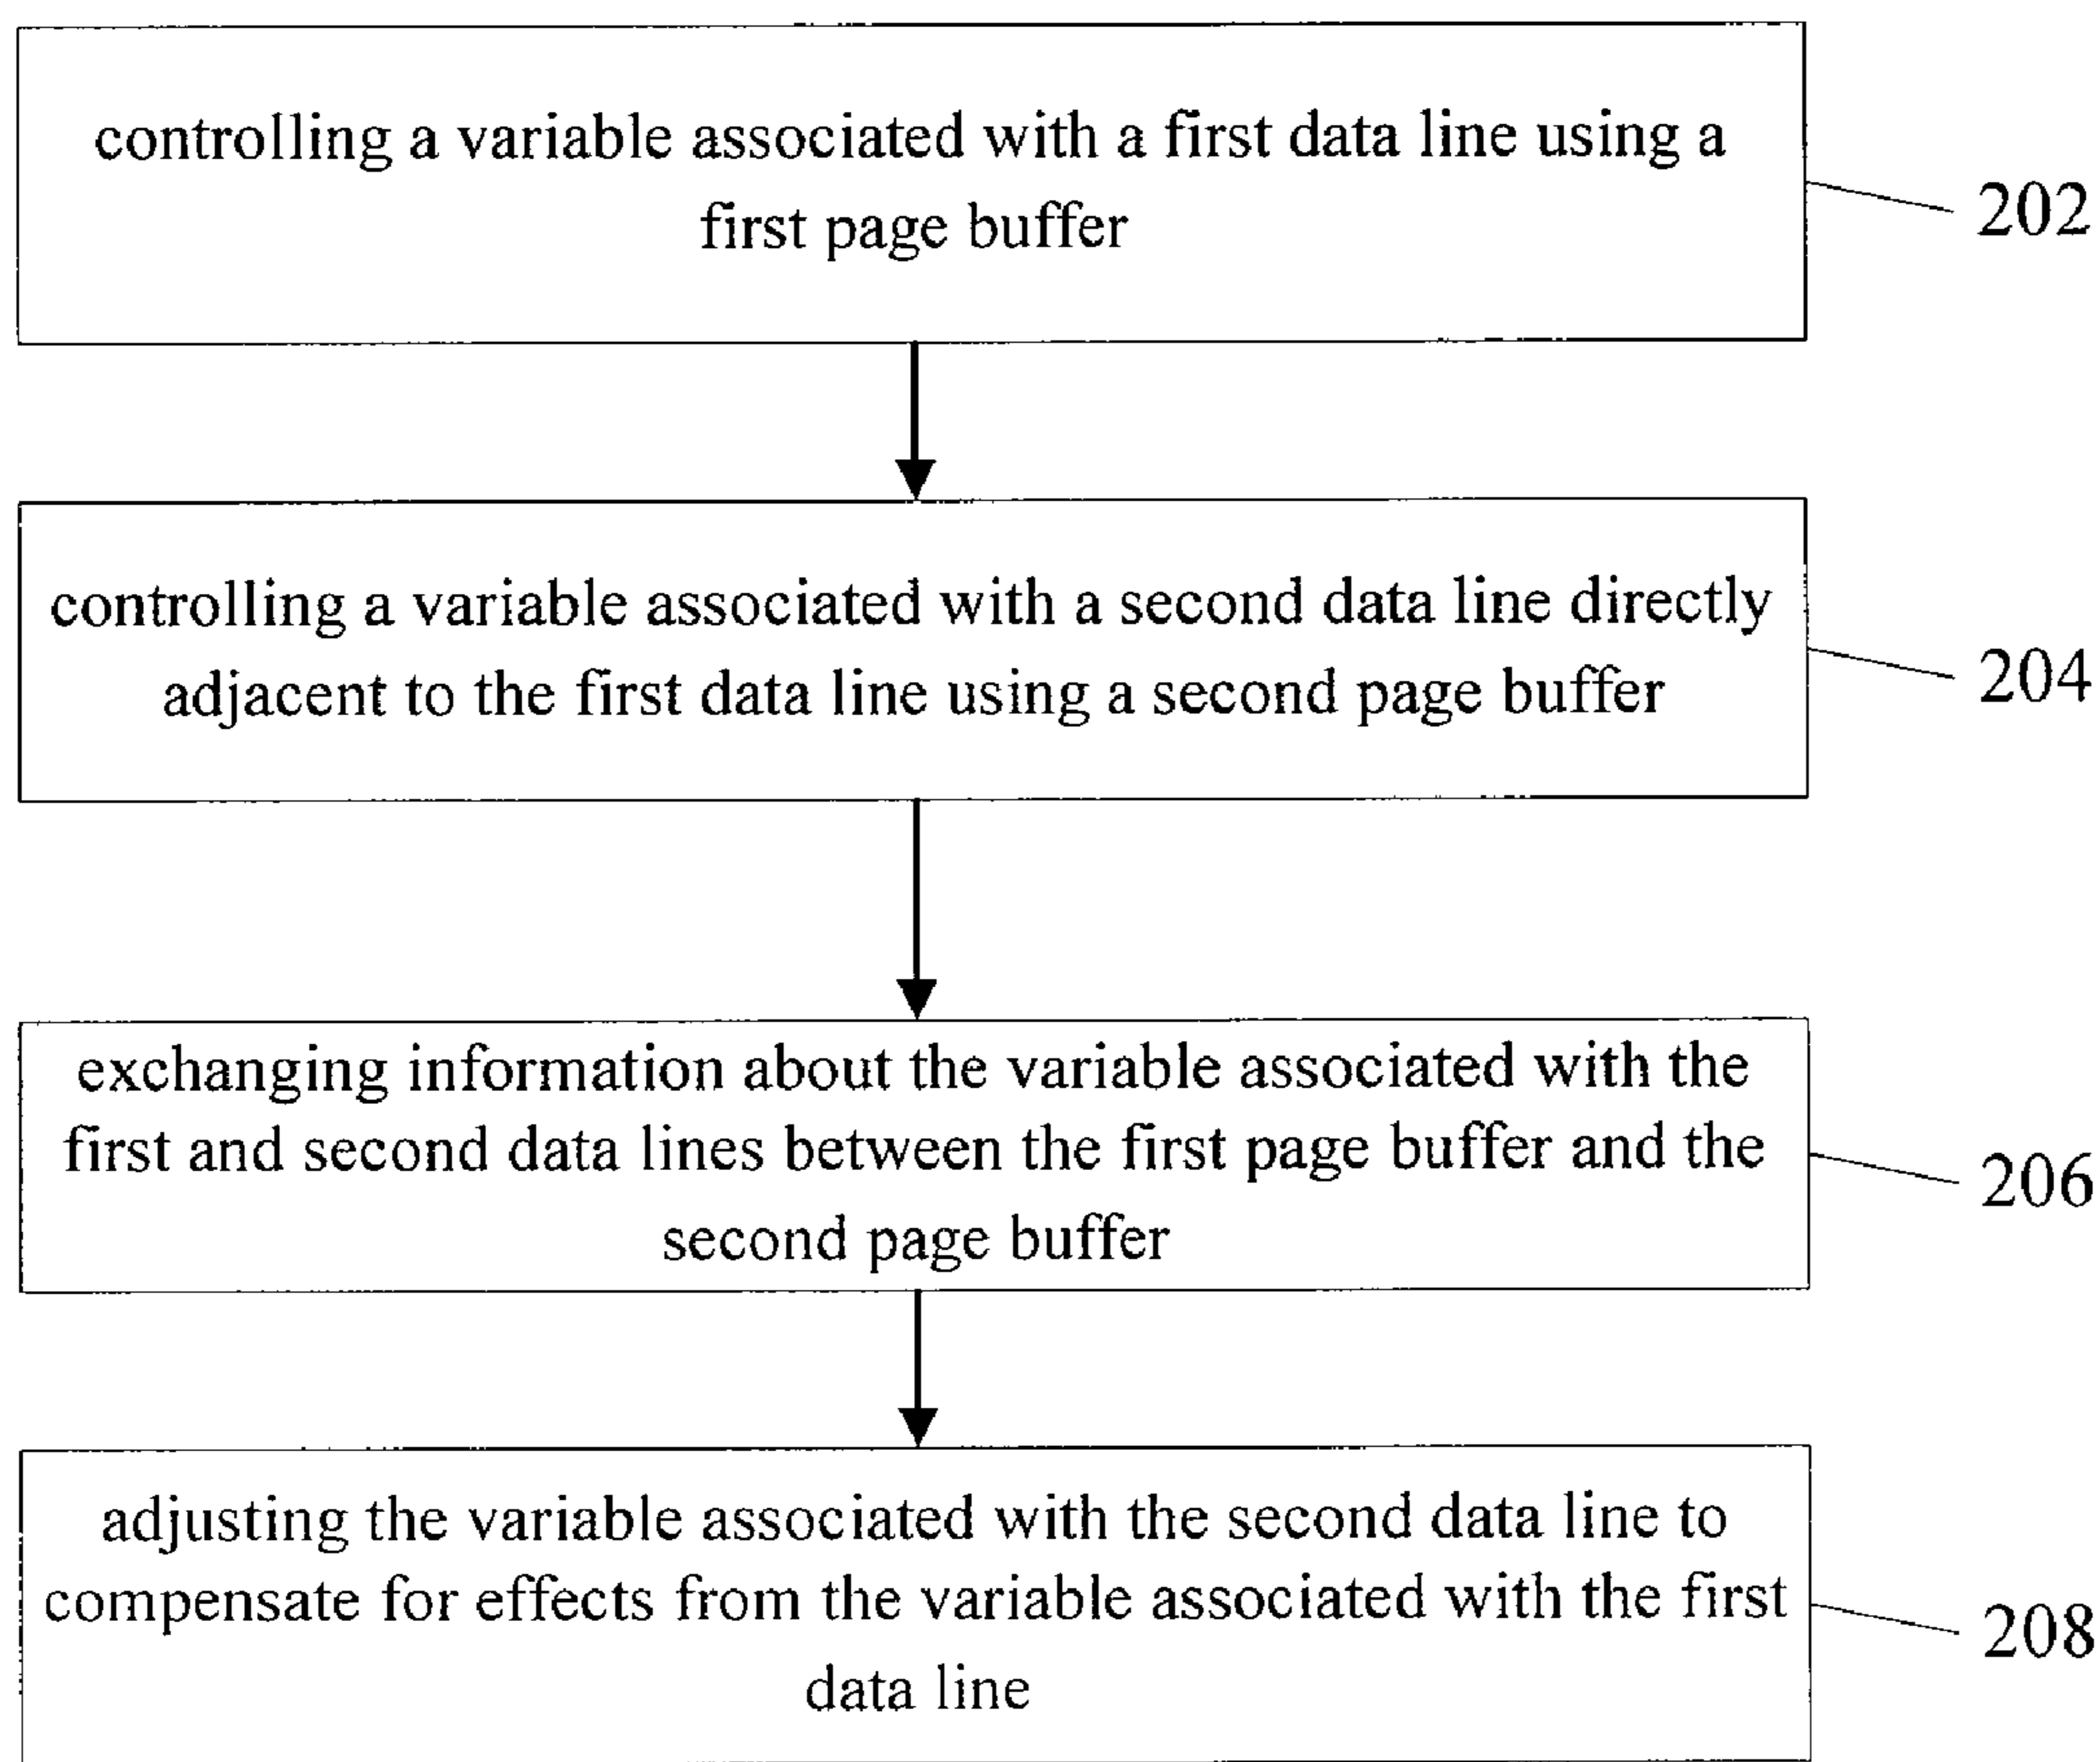 controlling a variable associated with a first data line using a
first page buffer
202
controlling a variable associated with a second data line directly
adjacent to the first data line using a second page buffer
204
exchanging information about the variable associated with the
first and second data lines between the first page buffer and the
second page buffer
206
adjusting the variable associated with the second data line to
compensate for effects from the variable associated with the first
data line
208